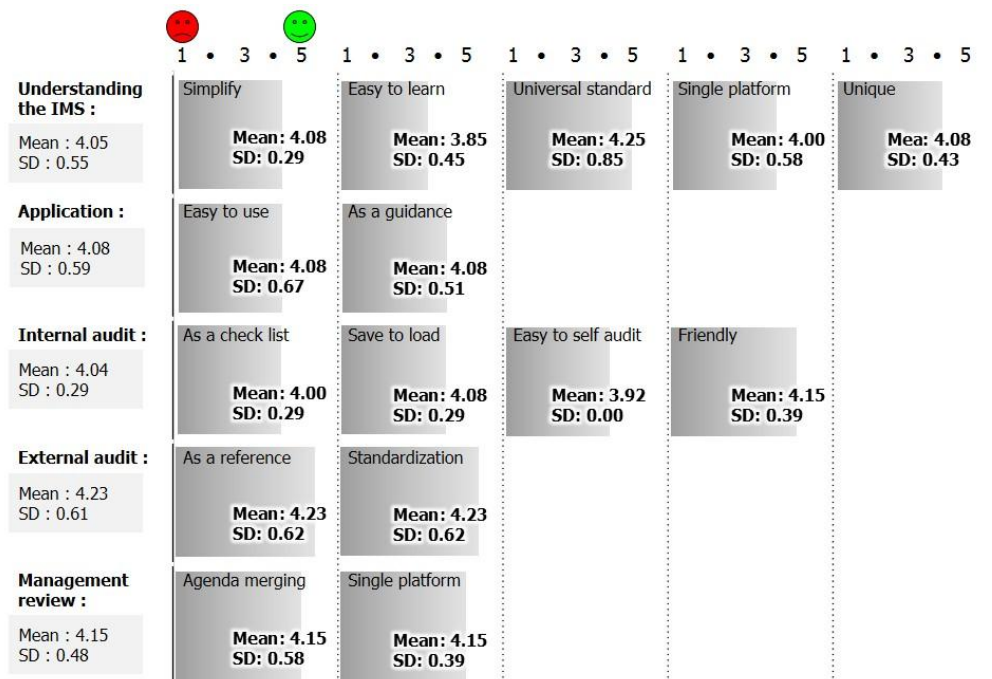 1 • 3 • 5 1 • 3 • 5 1 • 3 • 5 1 • 3 • 5 1 • 3 • 5
Understanding
the IMS :
Mean : 4.05
SD : 0.55
Simplify
Mean: 4.08
SD: 0.29
Easy to learn
Mean: 3.85
SD: 0.45
Universal standard
Mean: 4.25
SD: 0.85
Single platform
Mean: 4.00
SD: 0.58
Unique
Mea: 4.08
SD: 0.43
Application :
Mean : 4.08
SD : 0.59
Easy to use
Mean: 4.08
SD: 0.67
As a guidance
Mean: 4.08
SD: 0.51
Internal audit :
Mean : 4.04
SD : 0.29
As a check list
Mean: 4.00
SD: 0.29
Save to load
Mean: 4.08
SD: 0.29
Easy to self audit
Mean: 3.92
SD: 0.00
Friendly
Mean: 4.15
SD: 0.39
External audit :
Mean : 4.23
SD : 0.61
As a reference
Mean: 4.23
SD: 0.62
Standardization
Mean: 4.23
SD: 0.62
Management
review :
Mean : 4.15
SD : 0.48
Agenda merging
Mean: 4.15
SD: 0.58
Single platform
Mean: 4.15
SD: 0.39